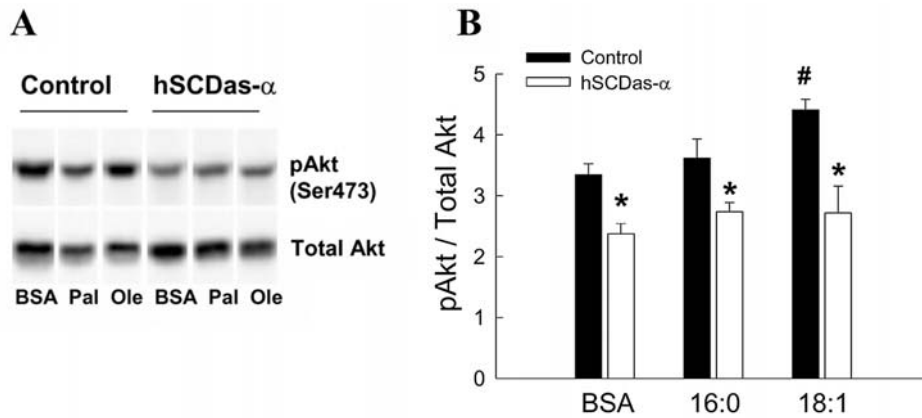 A
Control hSCDas-α
pAkt
(Ser473)
Total Akt
BSA Pal Ole BSA Pal Ole
B
Control
hSCDas-α
pAkt / Total Akt
5
4
3
2
1
0
#
*
*
*
BSA 16:0 18:1